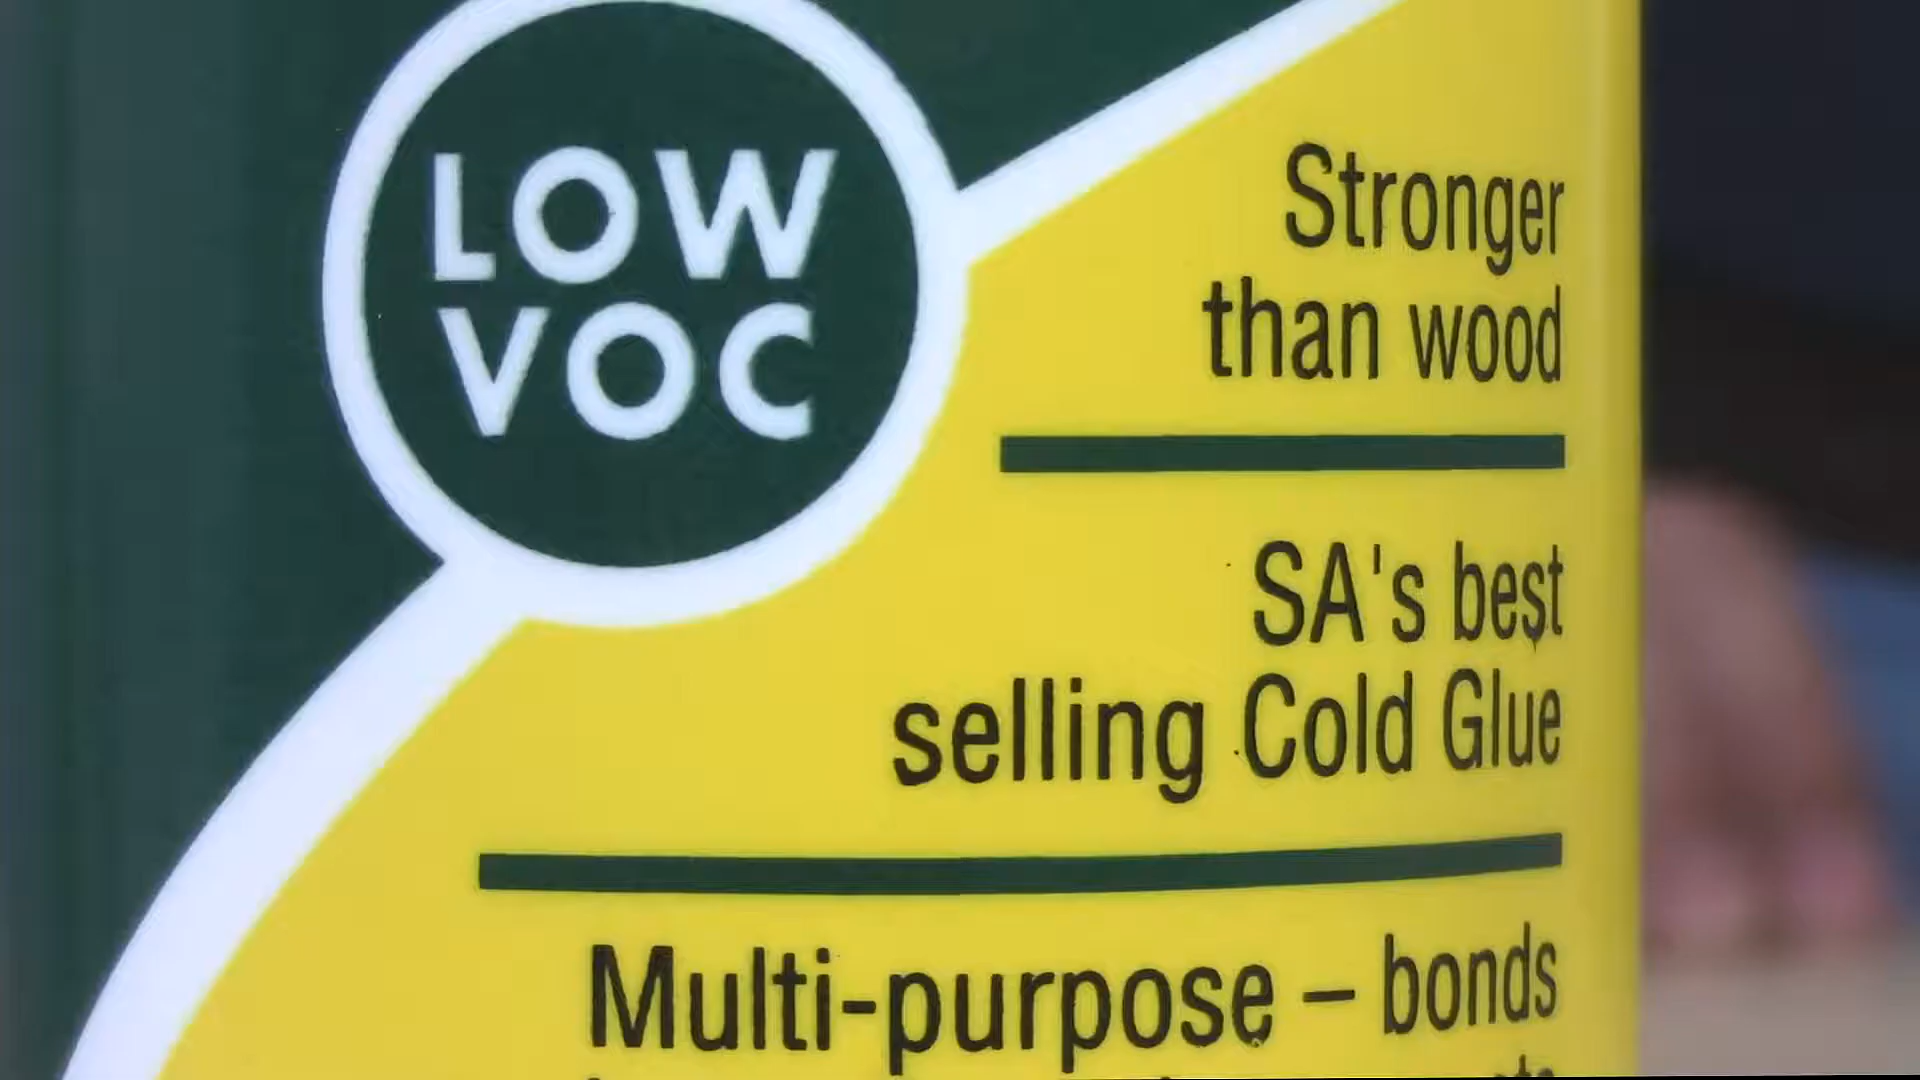 LOW
VOC
Stronger
than wood
SA's best
selling Cold Glue
Multi-purpose – bonds